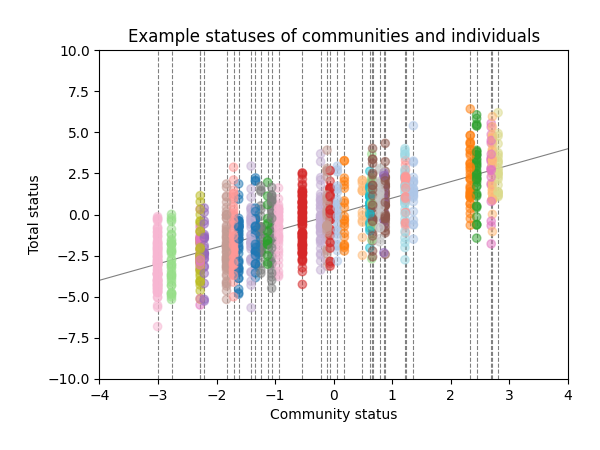 Example statuses of communities and individuals
10.0
7.5
5.0
2.5
0.0
−2.5
−5.0
−7.5
−10.0
Total status
−4 −3 −2 −1 0 1 2 3 4
Community status